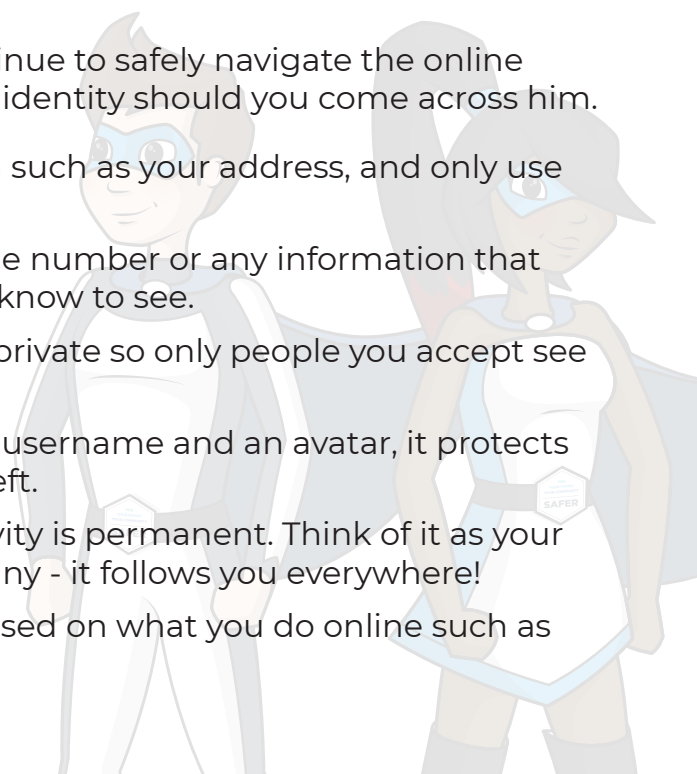 inue to safely navigate the online
identity should you come across him.
such as your address, and only use
e number or any information that
know to see.
private so only people you accept see
username and an avatar, it protects
eft.
vity is permanent. Think of it as your
ny - it follows you everywhere!
sed on what you do online such as
SAFER